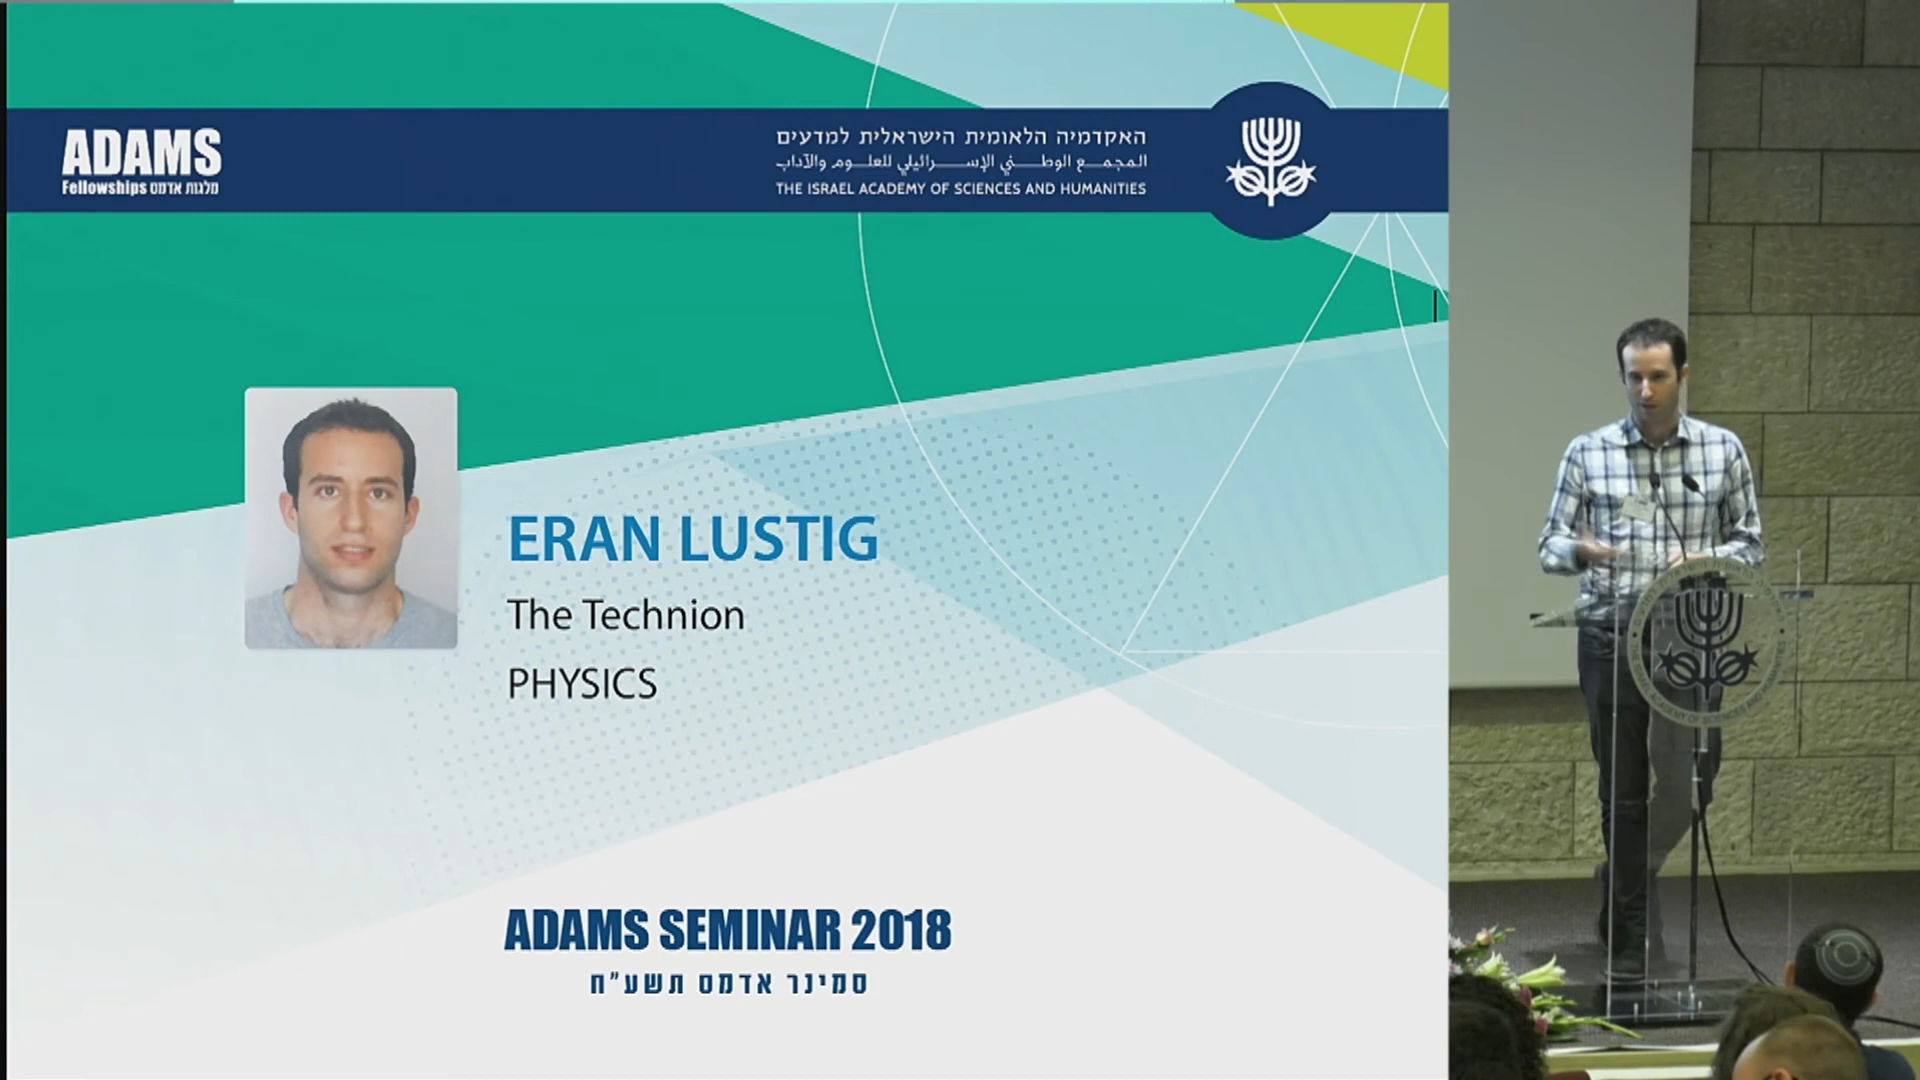 ADAMS
Fellowships מלגות אדמס
האקדמיה הלאומית הישראלית למדעים
المجمع الوطني الإسرائيلي للعلوم والآداب
THE ISRAEL ACADEMY OF SCIENCES AND HUMANITIES
ERAN LUSTIG
The Technion
PHYSICS
ADAMS SEMINAR 2018
סמינר אדמס תשע״ח